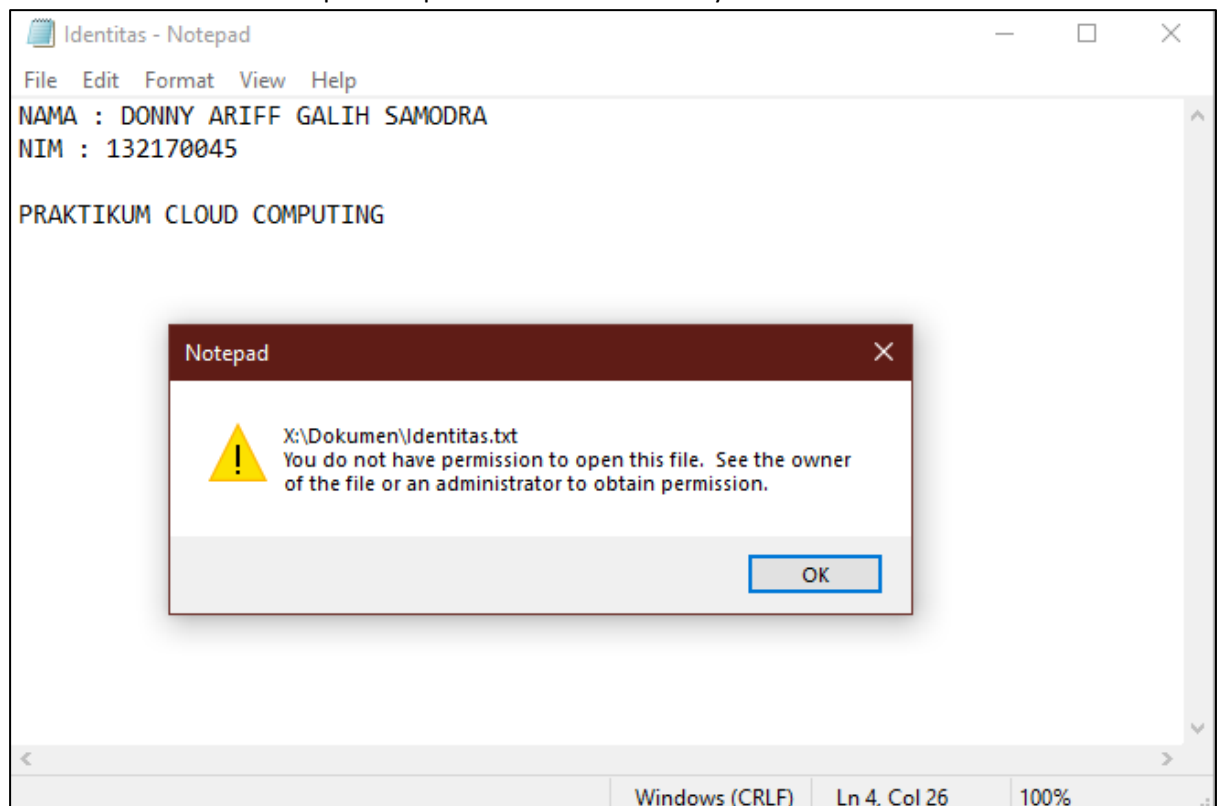 Identitas - Notepad
File Edit Format View Help
NAMA : DONNY ARIFF GALIH SAMODRA
NIM : 132170045
PRAKTIKUM CLOUD COMPUTING
Notepad
X:\Dokumen\Identitas.txt
You do not have permission to open this file. See the owner
of the file or an administrator to obtain permission.
OK
Windows (CRLF) Ln 4, Col 26 100%